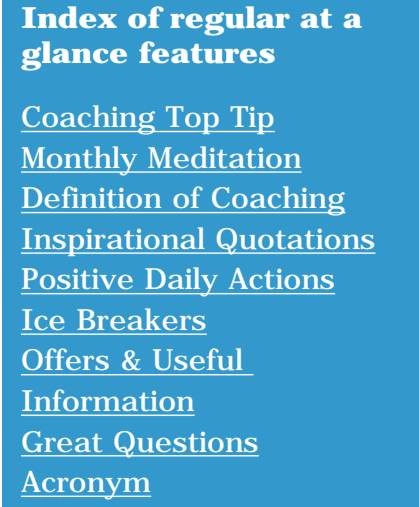 Index of regular at a
glance features
Coaching Top Tip
Monthly Meditation
Definition of Coaching
Inspirational Quotations
Positive Daily Actions
Ice Breakers
Offers & Useful
Information
Great Questions
Acronym